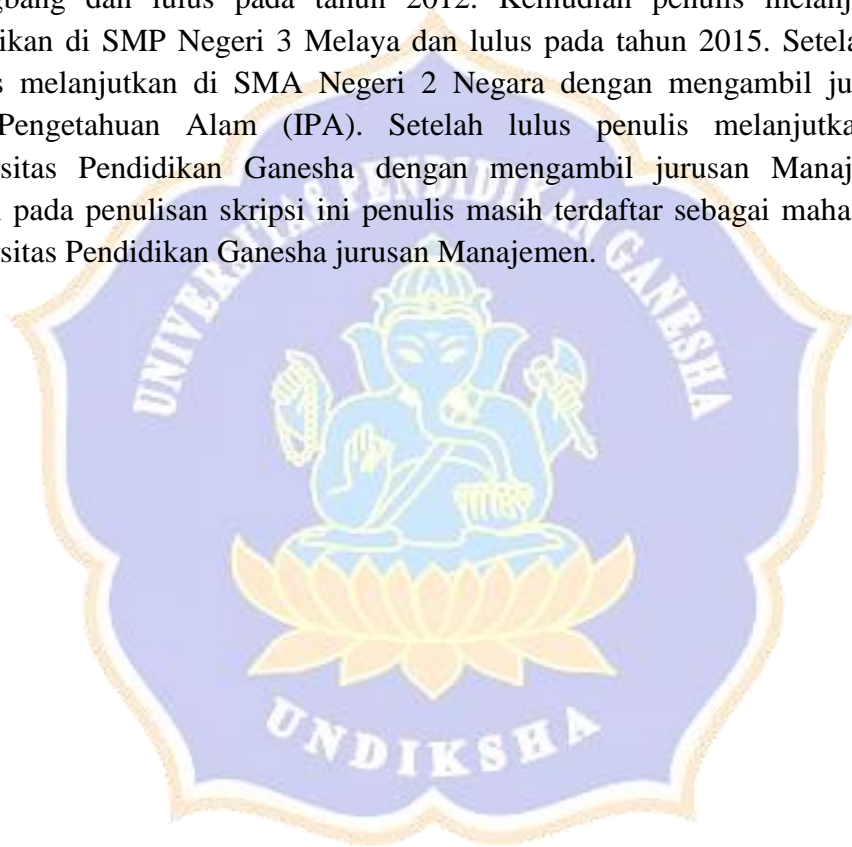 gbang dan lulus pada tahun 2012. Kemudian penulis melanj
ikan di SMP Negeri 3 Melaya dan lulus pada tahun 2015. Setela
s melanjutkan di SMA Negeri 2 Negara dengan mengambil ju
Pengetahuan Alam (IPA). Setelah lulus penulis melanjutka
rsitas Pendidikan Ganesha dengan mengambil jurusan Manaj
pada penulisan skripsi ini penulis masih terdaftar sebagai maha
sitas Pendidikan Ganesha jurusan Manajemen.
UNIVERSITAS PENDIDIKAN GANESHA
UNDIKSHA